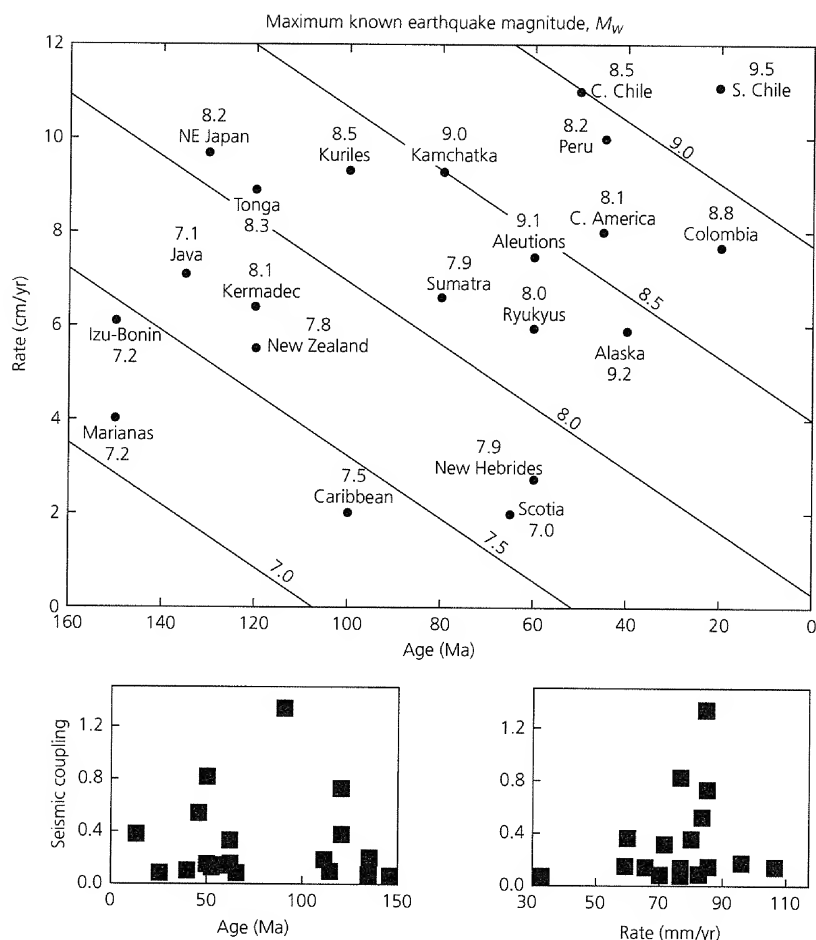 Maximum known earthquake magnitude, Mw
12
10
8
6
4
2
0
Rate (cm/yr)
8.5
C. Chile
9.5
S. Chile
8.2
NE Japan
8.5
Kuriles
9.0
Kamchatka
8.2
Peru
9.0
Tonga
8.3
8.1
C. America
8.8
Colombia
7.1
Java
9.1
Aleutions
8.1
Kermadec
7.9
Sumatra
8.0
Ryukyus
8.5
Izu-Bonin
7.2
7.8
New Zealand
Alaska
9.2
Marianas
7.2
8.0
7.9
New Hebrides
7.5
Caribbean
Scotia
7.0
7.5
7.0
160
140
120
100
80
60
40
20
0
Age (Ma)
Seismic coupling
1.2
0.8
0.4
0.0
0
50
100
150
Age (Ma)
1.2
0.8
0.4
0.0
30
50
70
90
110
Rate (mm/yr)